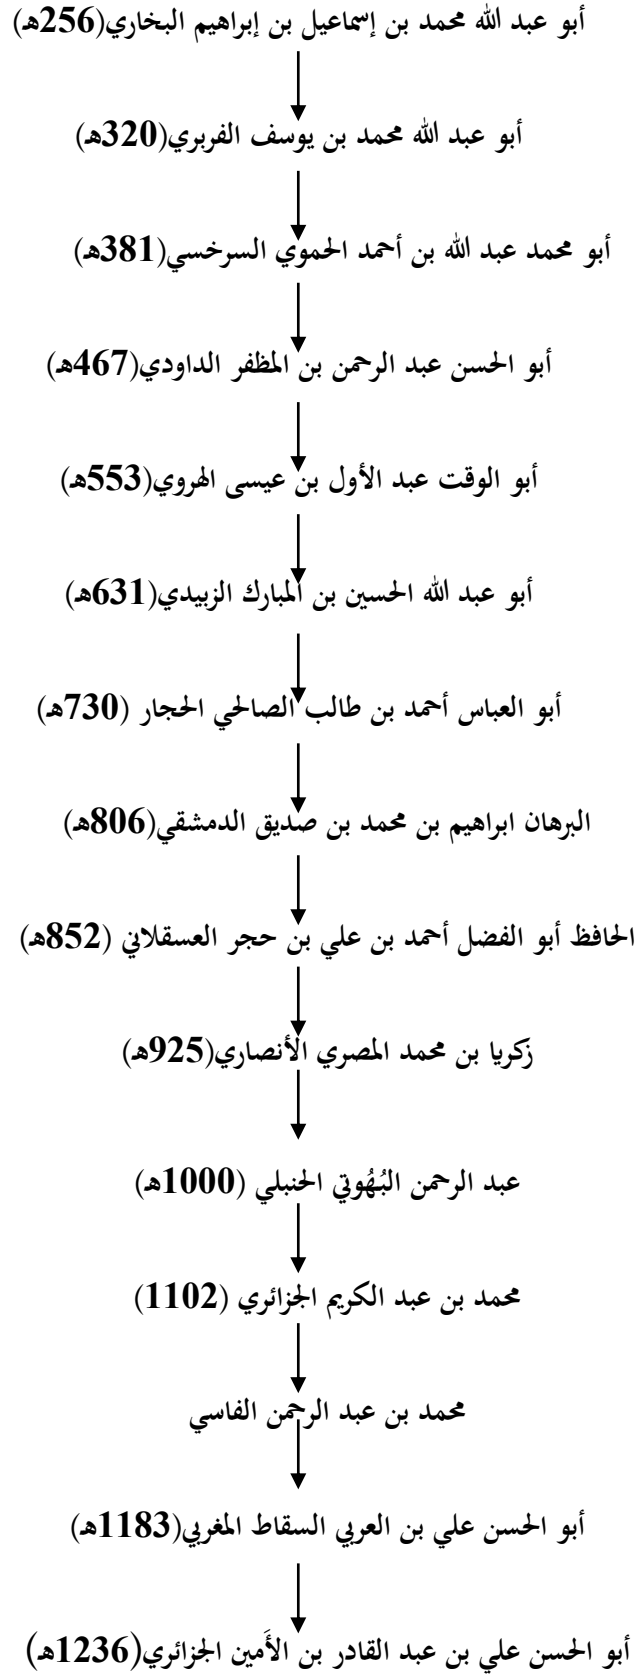 أبو عبد الله محمد بن إسماعيل بن إبراهيم البخاري(256هـ)
أبو عبد الله محمد بن يوسف الفربري(320هـ)
أبو محمد عبد الله بن أحمد الحموي السرخسي(381هـ)
أبو الحسن عبد الرحمن بن المظفر الداودي(467هـ)
أبو الوقت عبد الأول بن عيسى الهروي(553هـ)
أبو عبد الله الحسين بن المبارك الزبيدي(631هـ)
أبو العباس أحمد بن طالب الصالحي الحجار (730هـ)
البرهان ابراهيم بن محمد بن صديق الدمشقي(806هـ)
الحافظ أبو الفضل أحمد بن علي بن حجر العسقلاني (852هـ)
زكريا بن محمد المصري الأنصاري(925هـ)
عبد الرحمن البُهُوتي الحنبلي (1000هـ)
محمد بن عبد الكريم الجزائري (1102)
محمد بن عبد الرحمن الفاسي
أبو الحسن علي بن العربي السقاط المغربي(1183هـ)
أبو الحسن علي بن عبد القادر بن الأَمين الجزائري(1236هـ)